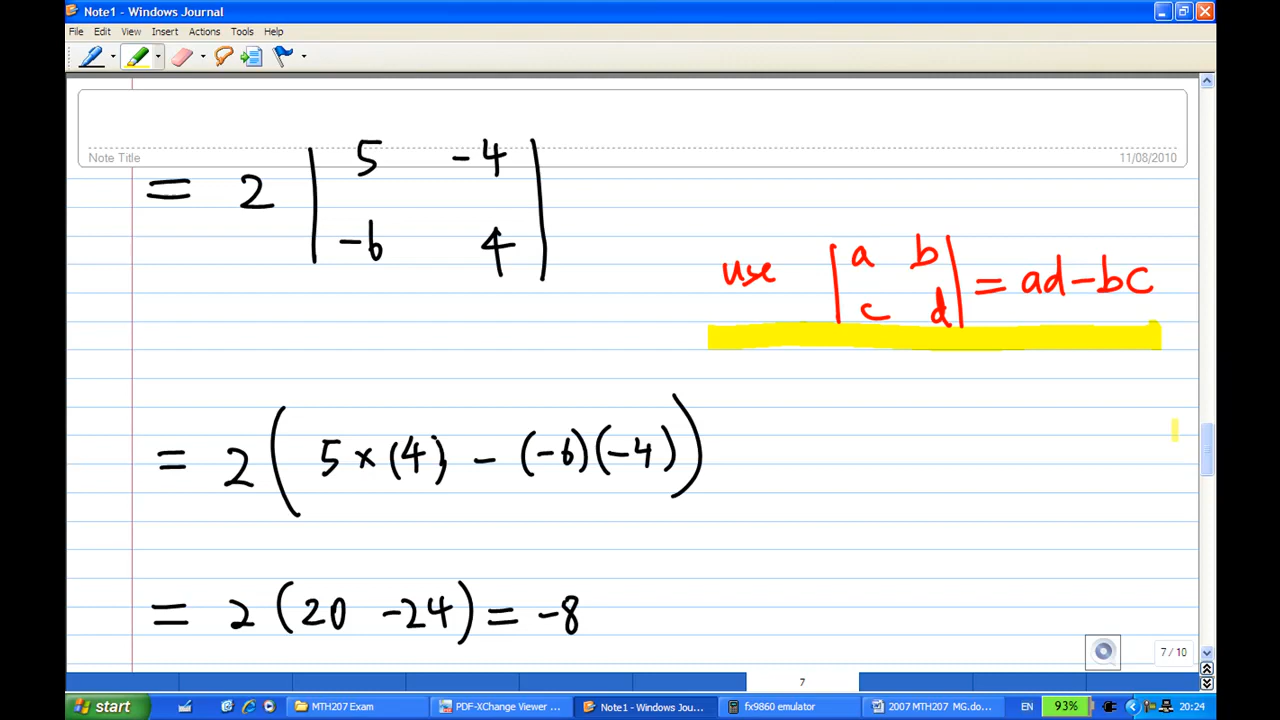 Note1 - Windows Journal
File Edit View Insert Actions Tools Help
Note Title
11/08/2010
= 2 | 5 -4 |
| -6 4 |
use | a b | = ad - bc
| c d |
= 2 ( 5 × (4) - (-6)(-4) )
= 2 (20 -24) = -8
7 / 10
7
start
MTH207 Exam
PDF-XChange Viewer ...
Note1 - Windows Jou...
fx9860 emulator
2007 MTH207 MG.do...
EN
93%
20:24